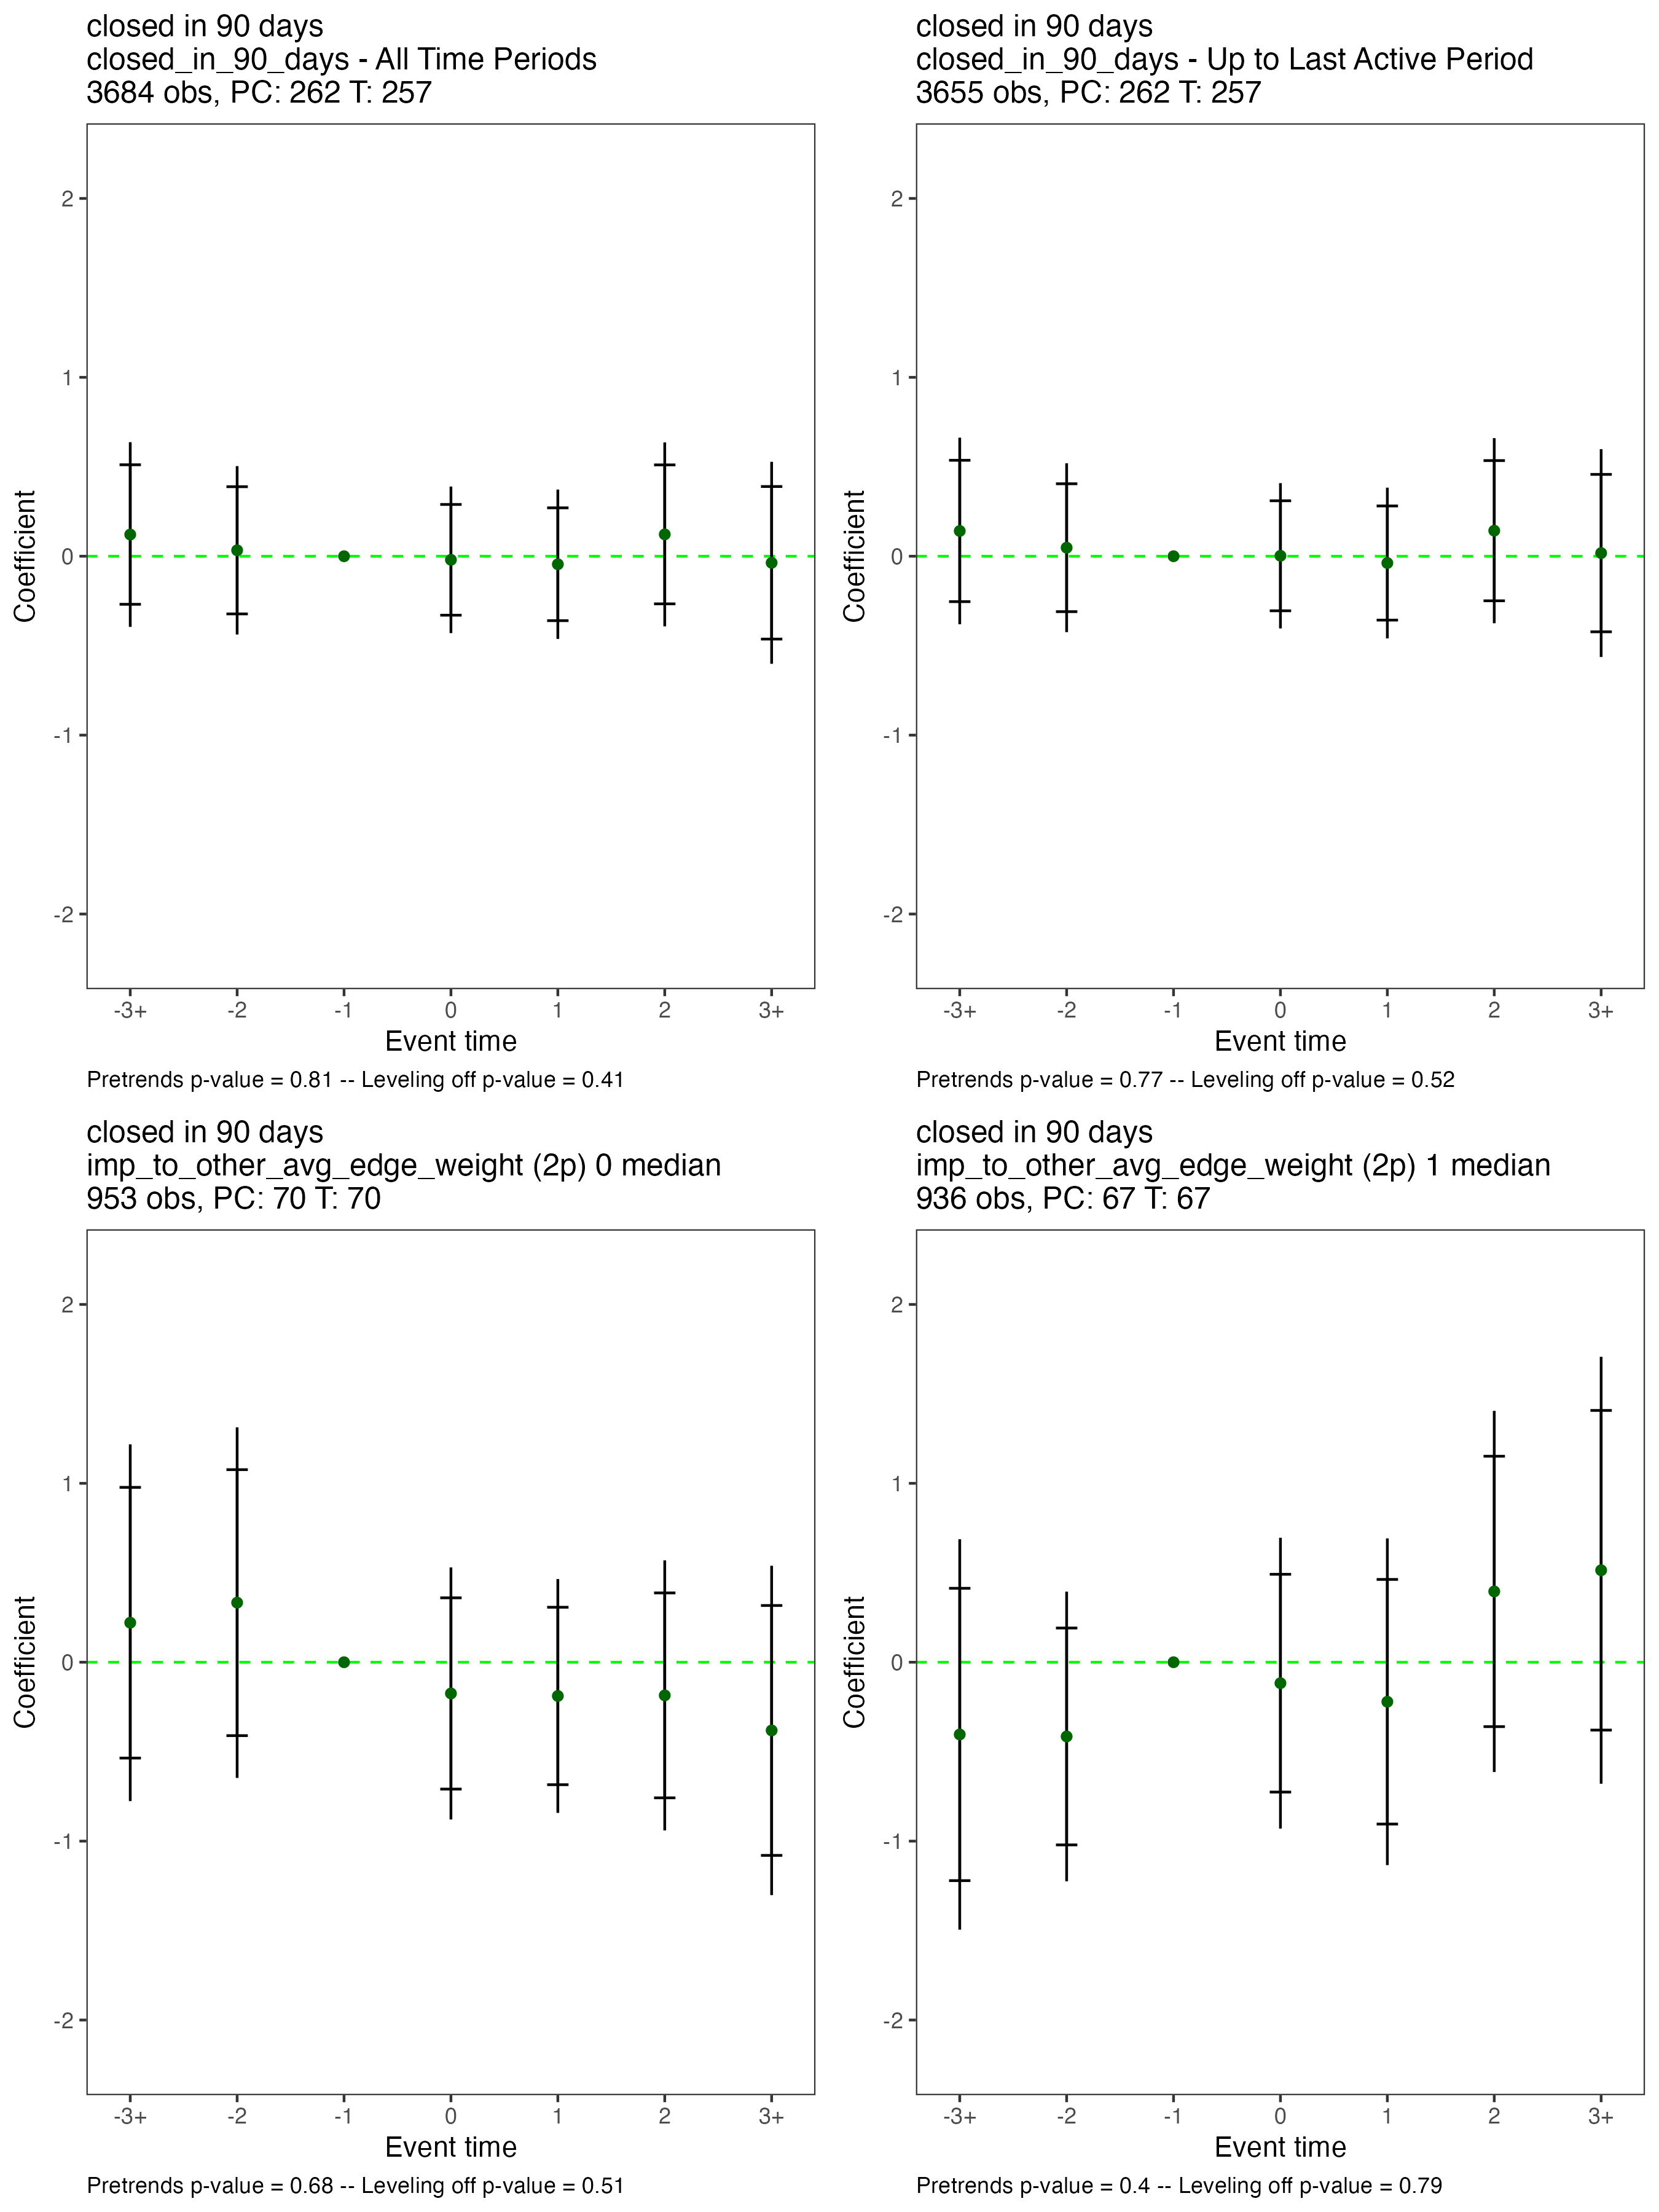 closed in 90 days
closed_in_90_days - All Time Periods
3684 obs, PC: 262 T: 257
2
1
0
-1
-2
Coefficient
-3+ -2 -1 0 1 2 3+
Event time
Pretrends p-value = 0.81 -- Leveling off p-value = 0.41
closed in 90 days
closed_in_90_days - Up to Last Active Period
3655 obs, PC: 262 T: 257
2
1
0
-1
-2
Coefficient
-3+ -2 -1 0 1 2 3+
Event time
Pretrends p-value = 0.77 -- Leveling off p-value = 0.52
closed in 90 days
imp_to_other_avg_edge_weight (2p) 0 median
953 obs, PC: 70 T: 70
2
1
0
-1
-2
Coefficient
-3+ -2 -1 0 1 2 3+
Event time
Pretrends p-value = 0.68 -- Leveling off p-value = 0.51
closed in 90 days
imp_to_other_avg_edge_weight (2p) 1 median
936 obs, PC: 67 T: 67
2
1
0
-1
-2
Coefficient
-3+ -2 -1 0 1 2 3+
Event time
Pretrends p-value = 0.4 -- Leveling off p-value = 0.79